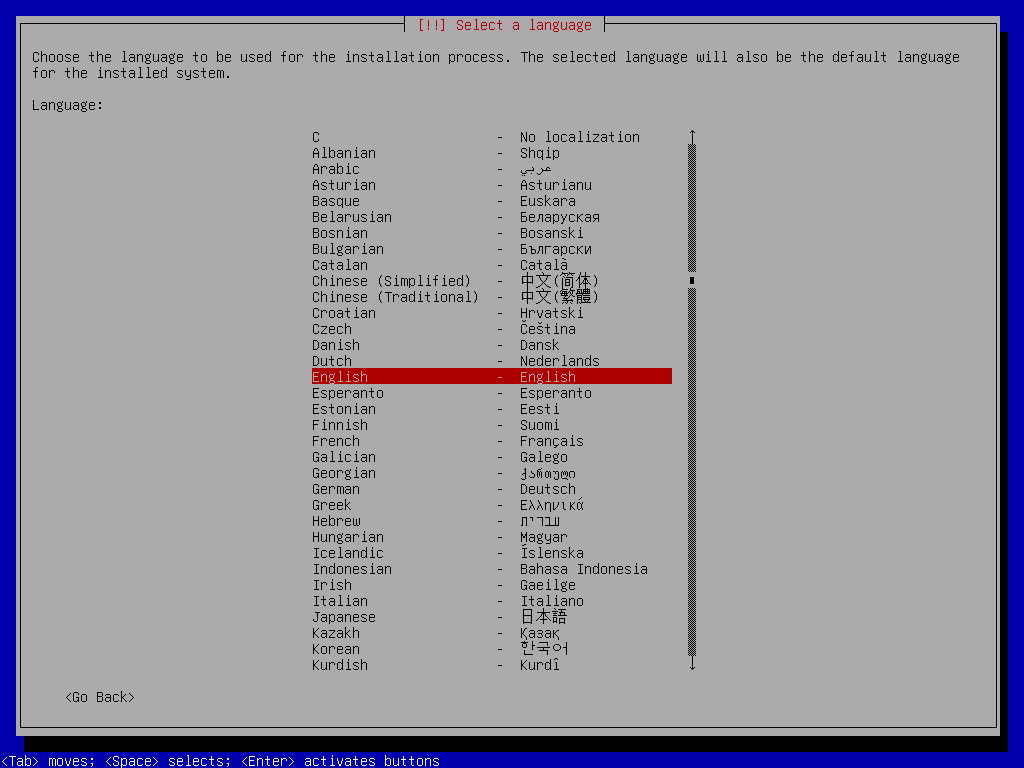 [!!] Select a language
Choose the language to be used for the installation process. The selected language will also be the default language
for the installed system.
Language:
C - No localization
Albanian - Shqip
Arabic - عربي
Asturian - Asturianu
Basque - Euskara
Belarusian - Беларуская
Bosnian - Bosanski
Bulgarian - Български
Catalan - Català
Chinese (Simplified) - 中文(简体)
Chinese (Traditional) - 中文(繁體)
Croatian - Hrvatski
Czech - Čeština
Danish - Dansk
Dutch - Nederlands
English - English
Esperanto - Esperanto
Estonian - Eesti
Finnish - Suomi
French - Français
Galician - Galego
Georgian - ქართული
German - Deutsch
Greek - Ελληνικά
Hebrew - עברית
Hungarian - Magyar
Icelandic - Íslenska
Indonesian - Bahasa Indonesia
Irish - Gaeilge
Italian - Italiano
Japanese - 日本語
Kazakh - Қазақ
Korean - 한국어
Kurdish - Kurdî
<Go Back>
<Tab> moves; <Space> selects; <Enter> activates buttons